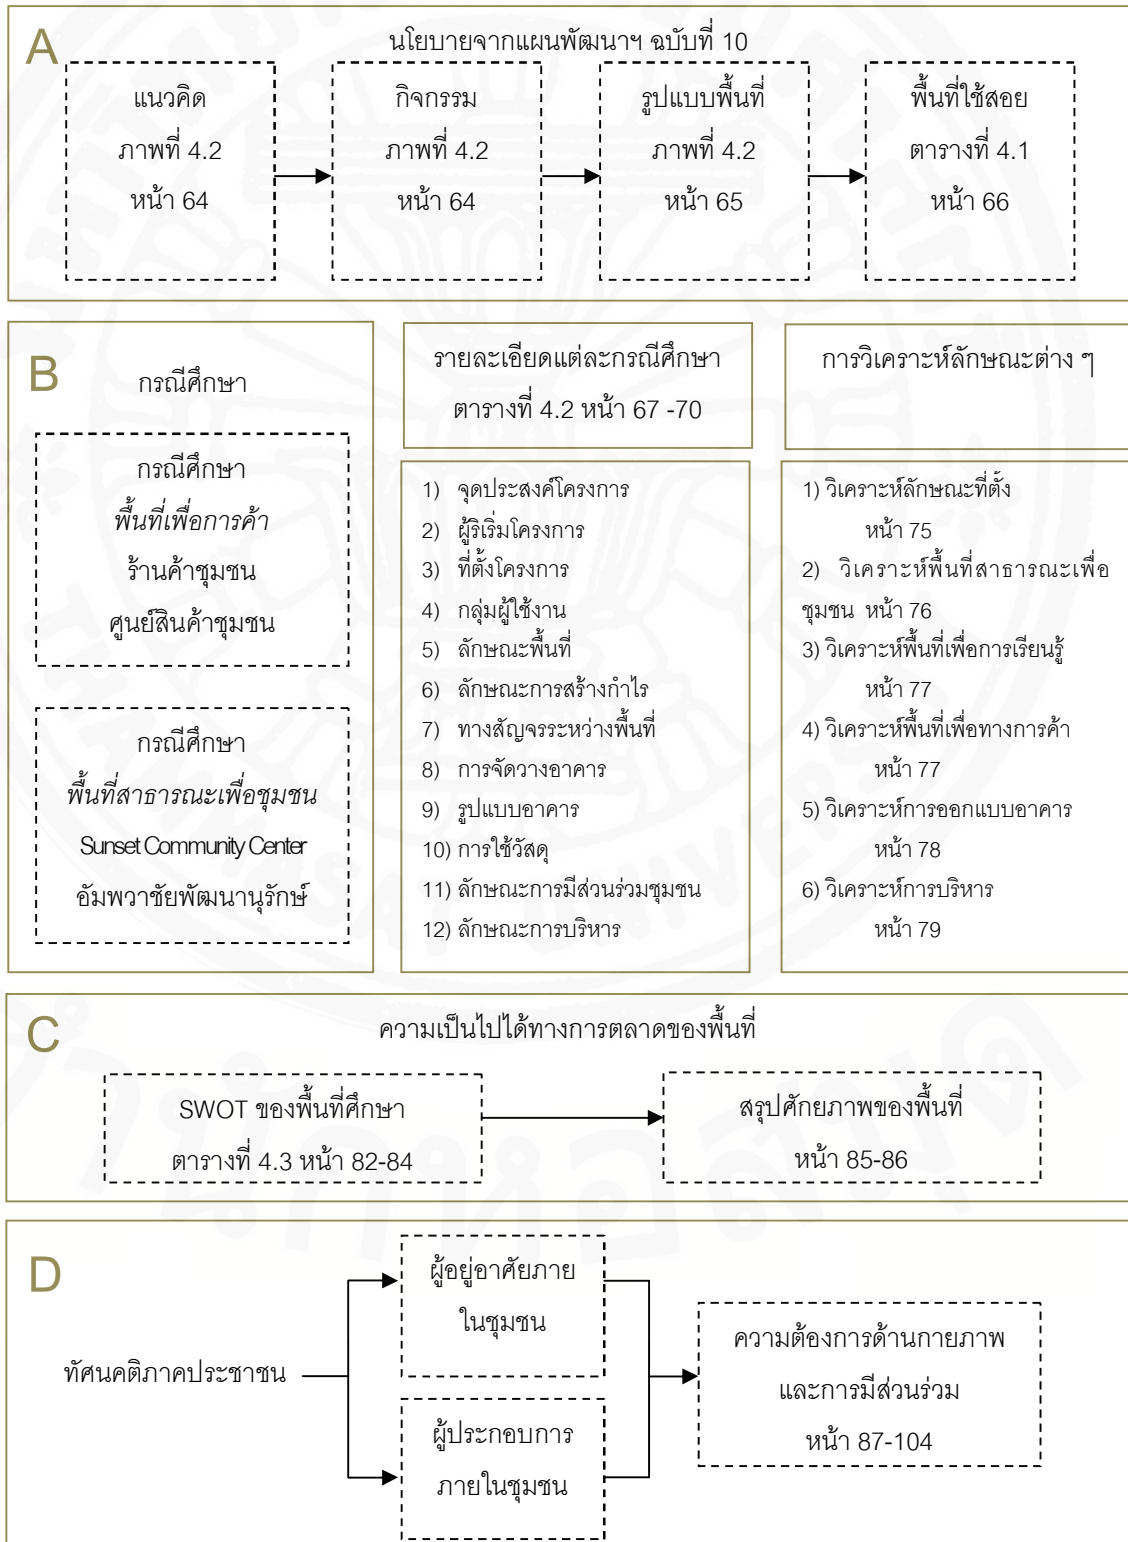 A
นโยบายจากแผนพัฒนาฯ ฉบับที่ 10
แนวคิด
ภาพที่ 4.2
หน้า 64
กิจกรรม
ภาพที่ 4.2
หน้า 64
รูปแบบพื้นที่
ภาพที่ 4.2
หน้า 65
พื้นที่ใช้สอย
ตารางที่ 4.1
หน้า 66
B
กรณีศึกษา
กรณีศึกษา
พื้นที่เพื่อการค้า
ร้านค้าชุมชน
ศูนย์สินค้าชุมชน
กรณีศึกษา
พื้นที่สาธารณะเพื่อชุมชน
Sunset Community Center
อัมพวาชัยพัฒนานุรักษ์
รายละเอียดแต่ละกรณีศึกษา
ตารางที่ 4.2 หน้า 67 -70
1) จุดประสงค์โครงการ
2) ผู้ริเริ่มโครงการ
3) ที่ตั้งโครงการ
4) กลุ่มผู้ใช้งาน
5) ลักษณะพื้นที่
6) ลักษณะการสร้างกำไร
7) ทางสัญจรระหว่างพื้นที่
8) การจัดวางอาคาร
9) รูปแบบอาคาร
10) การใช้วัสดุ
11) ลักษณะการมีส่วนร่วมชุมชน
12) ลักษณะการบริหาร
การวิเคราะห์ลักษณะต่าง ๆ
1) วิเคราะห์ลักษณะที่ตั้ง
หน้า 75
2) วิเคราะห์พื้นที่สาธารณะเพื่อ
ชุมชน หน้า 76
3) วิเคราะห์พื้นที่เพื่อการเรียนรู้
หน้า 77
4) วิเคราะห์พื้นที่เพื่อทางการค้า
หน้า 77
5) วิเคราะห์การออกแบบอาคาร
หน้า 78
6) วิเคราะห์การบริหาร
หน้า 79
C
ความเป็นไปได้ทางการตลาดของพื้นที่
SWOT ของพื้นที่ศึกษา
ตารางที่ 4.3 หน้า 82-84
สรุปศักยภาพของพื้นที่
หน้า 85-86
D
ทัศนคติภาคประชาชน
ผู้อยู่อาศัยภาย
ในชุมชน
ผู้ประกอบการ
ภายในชุมชน
ความต้องการด้านกายภาพ
และการมีส่วนร่วม
หน้า 87-104